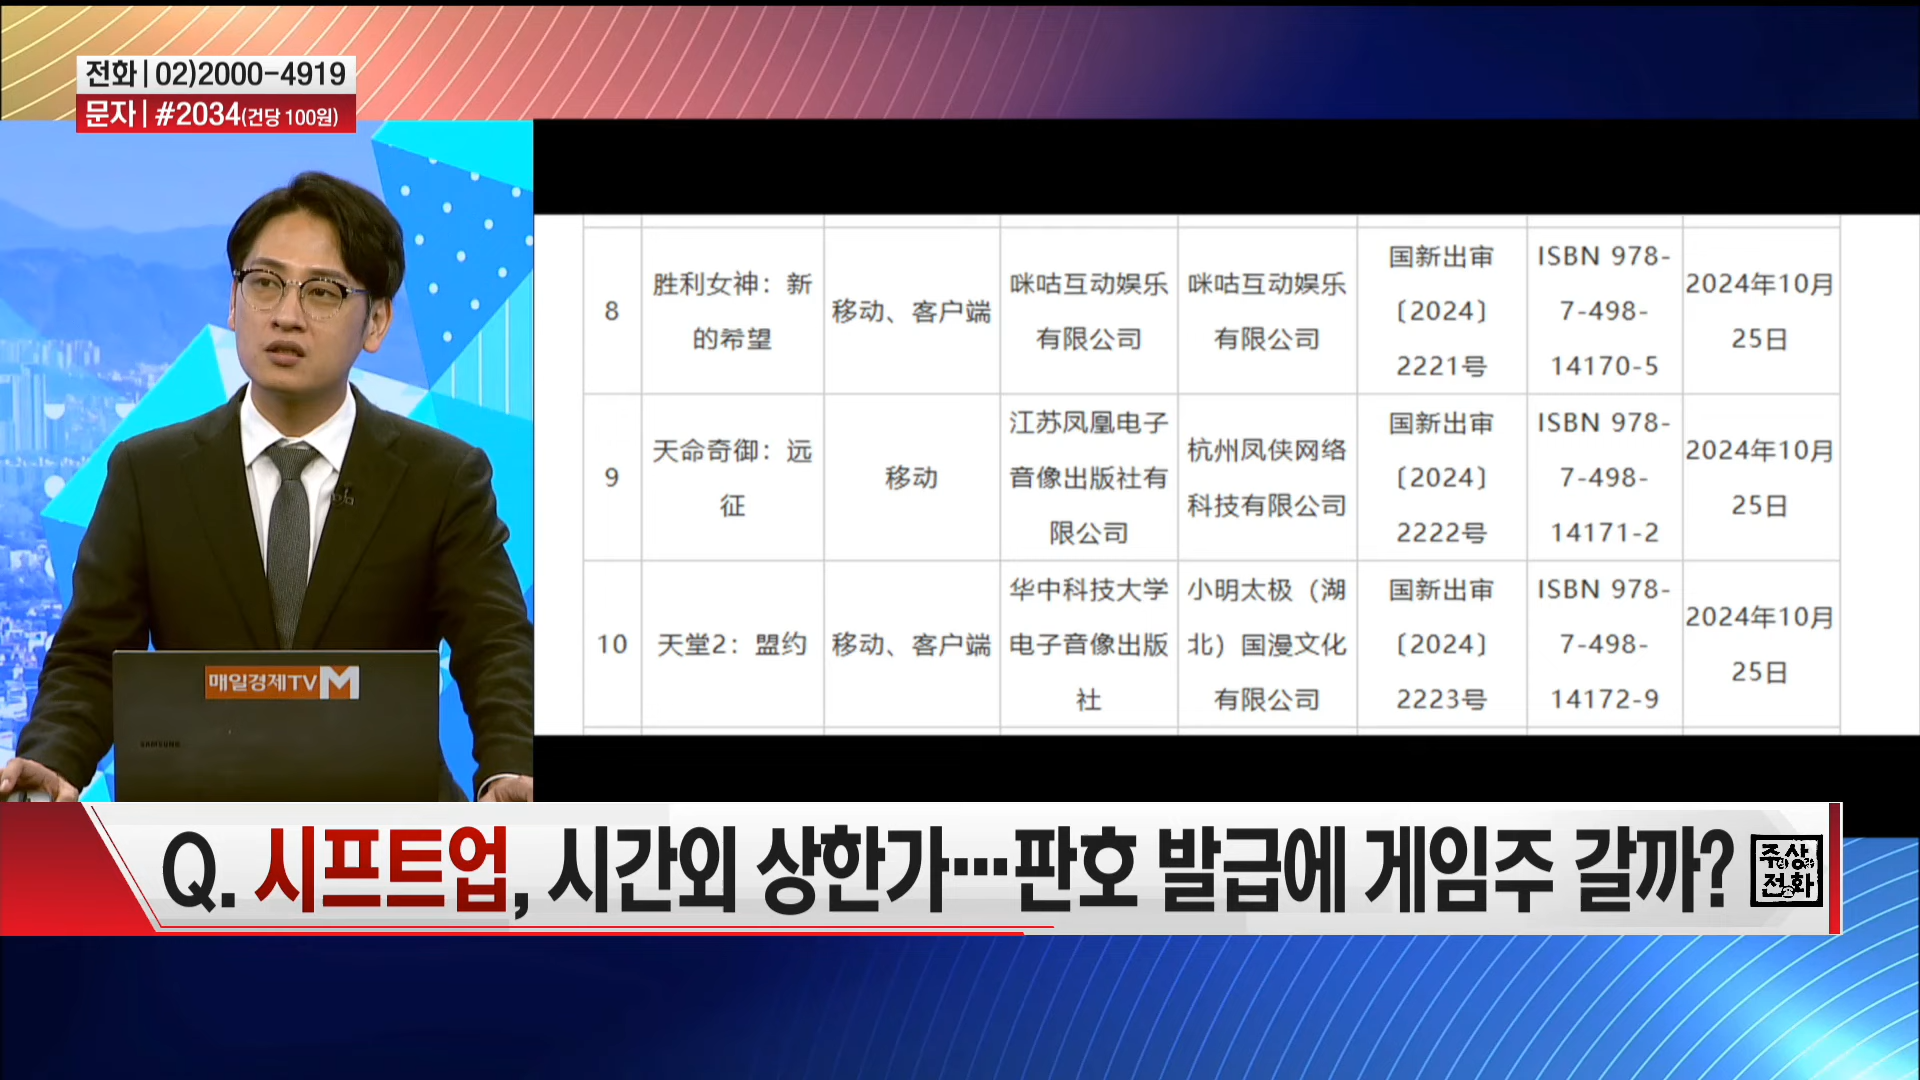 전화 | 02)2000-4919
문자 | #2034(건당 100원)
8
胜利女神：新
的希望
移动、客户端
咪咕互动娱乐
有限公司
咪咕互动娱乐
有限公司
国新出审
〔2024〕
2221号
ISBN 978-
7-498-
14170-5
2024年10月
25日
9
天命奇御：远
征
移动
江苏凤凰电子
音像出版社有
限公司
杭州凤侠网络
科技有限公司
国新出审
〔2024〕
2222号
ISBN 978-
7-498-
14171-2
2024年10月
25日
10
天堂2：盟约
移动、客户端
华中科技大学
电子音像出版
社
小明太极（湖
北）国漫文化
有限公司
国新出审
〔2024〕
2223号
ISBN 978-
7-498-
14172-9
2024年10月
25日
매일경제TV M
SAMSUNG
Q. 시프트업, 시간외 상한가…판호 발급에 게임주 갈까?
주상
전화